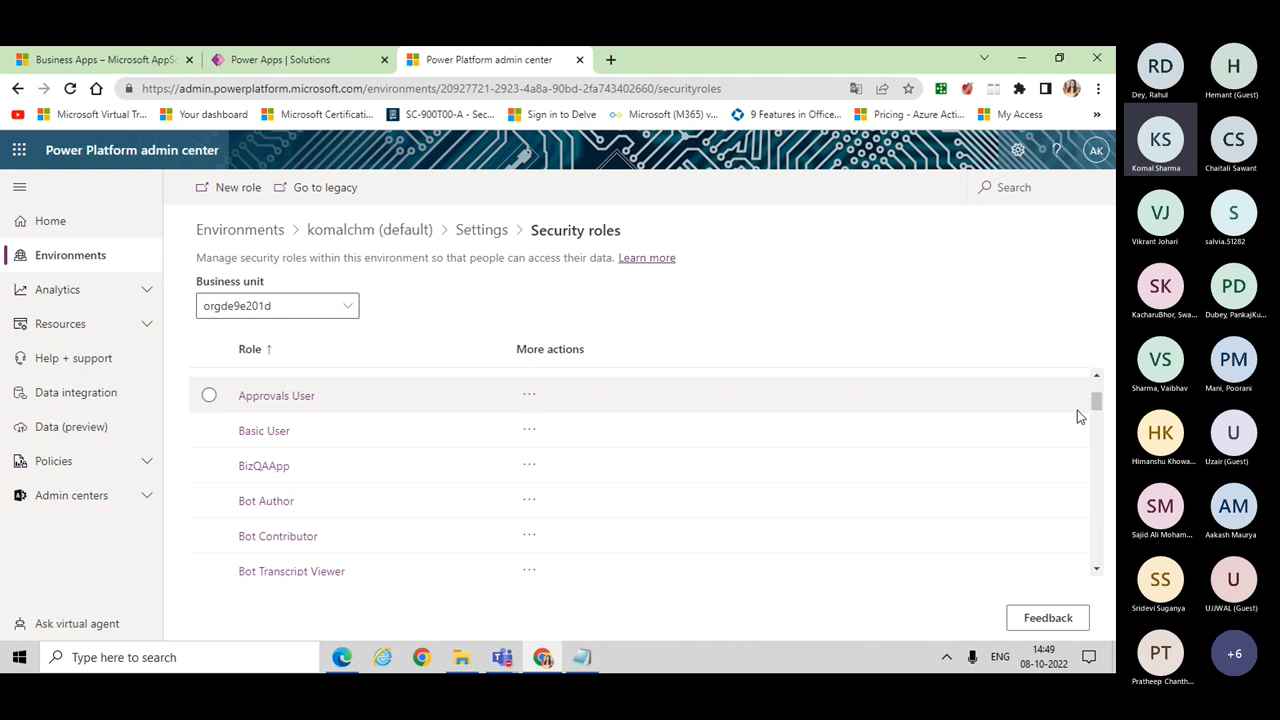 Business Apps – Microsoft AppSc
Power Apps | Solutions
Power Platform admin center
https://admin.powerplatform.microsoft.com/environments/20927721-2923-4a8a-90bd-2fa743402660/securityroles
Microsoft Virtual Tr...
Your dashboard
Microsoft Certificati...
SC-900T00-A - Sec...
Sign in to Delve
Microsoft (M365) v...
9 Features in Office...
Pricing - Azure Acti...
My Access
»
Power Platform admin center
AK
New role
Go to legacy
Search
Home
Environments
Analytics
Resources
Help + support
Data integration
Data (preview)
Policies
Admin centers
Ask virtual agent
Environments > komalchm (default) > Settings > Security roles
Manage security roles within this environment so that people can access their data. Learn more
Business unit
orgde9e201d
Role ↑ More actions
Approvals User ...
Basic User ...
BizQAApp ...
Bot Author ...
Bot Contributor ...
Bot Transcript Viewer ...
Feedback
Type here to search
ENG
14:49
08-10-2022
RD
Dey, Rahul
H
Hemant (Guest)
KS
Komal Sharma
CS
Chaitali Sawant
VJ
Vikrant Johari
S
salvia.51282
SK
KacharuBhor, Swa...
PD
Dubey, PankajKu...
VS
Sharma, Vaibhav
PM
Mani, Poorani
HK
Himanshu Khowa...
U
Uzair (Guest)
SM
Sajid Ali Moham...
AM
Aakash Maurya
SS
Sridevi Suganya
U
UJJWAL (Guest)
PT
Pratheep Chanth...
+6